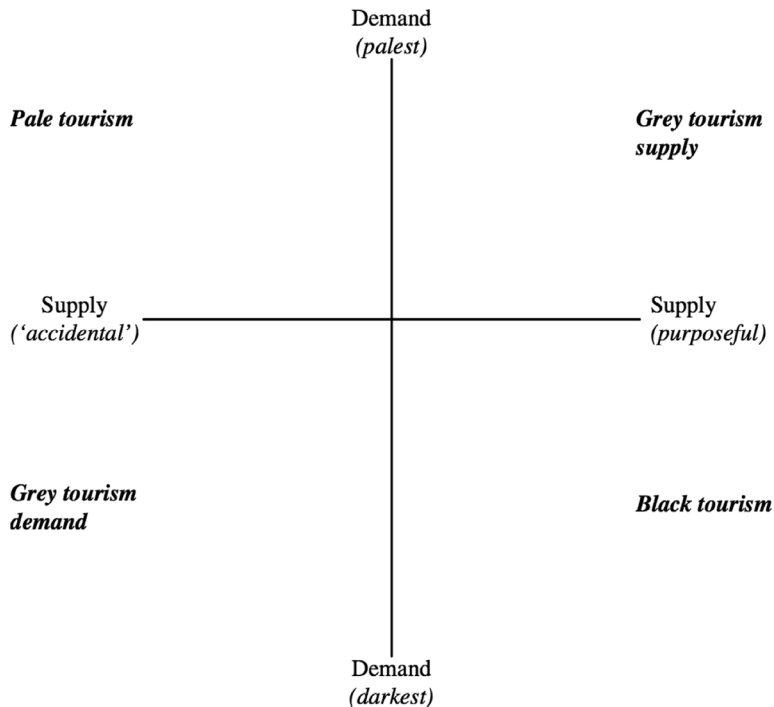 Demand
(palest)
Pale tourism
Grey tourism
supply
Supply
(‘accidental’)
Supply
(purposeful)
Grey tourism
demand
Black tourism
Demand
(darkest)